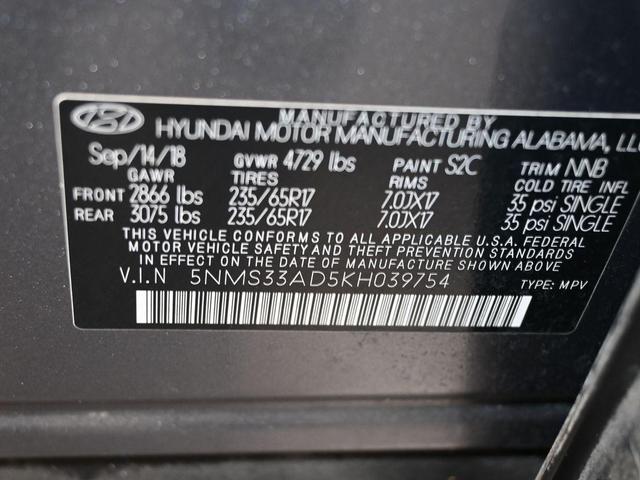 MANUFACTURED BY
HYUNDAI MOTOR MANUFACTURING ALABAMA, LLC
Sep/14/18 GVWR 4729 lbs PAINT S2C TRIM NNB
GAWR TIRES RIMS COLD TIRE INFL
FRONT 2866 lbs 235/65R17 7.0JX17 35 psi SINGLE
REAR 3075 lbs 235/65R17 7.0JX17 35 psi SINGLE
THIS VEHICLE CONFORMS TO ALL APPLICABLE U.S.A. FEDERAL
MOTOR VEHICLE SAFETY AND THEFT PREVENTION STANDARDS
IN EFFECT ON THE DATE OF MANUFACTURE SHOWN ABOVE
V.I.N 5NMS33AD5KH039754
TYPE: MPV